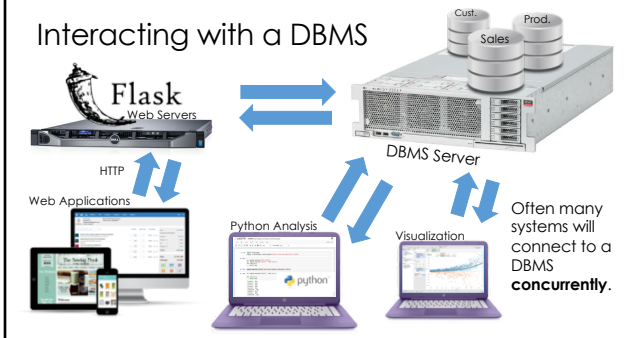 Interacting with a DBMS
Cust.
Prod.
Sales
Flask
Web Servers
DBMS Server
HTTP
Web Applications
Python Analysis
python
Visualization
Often many
systems will
connect to a
DBMS
concurrently.